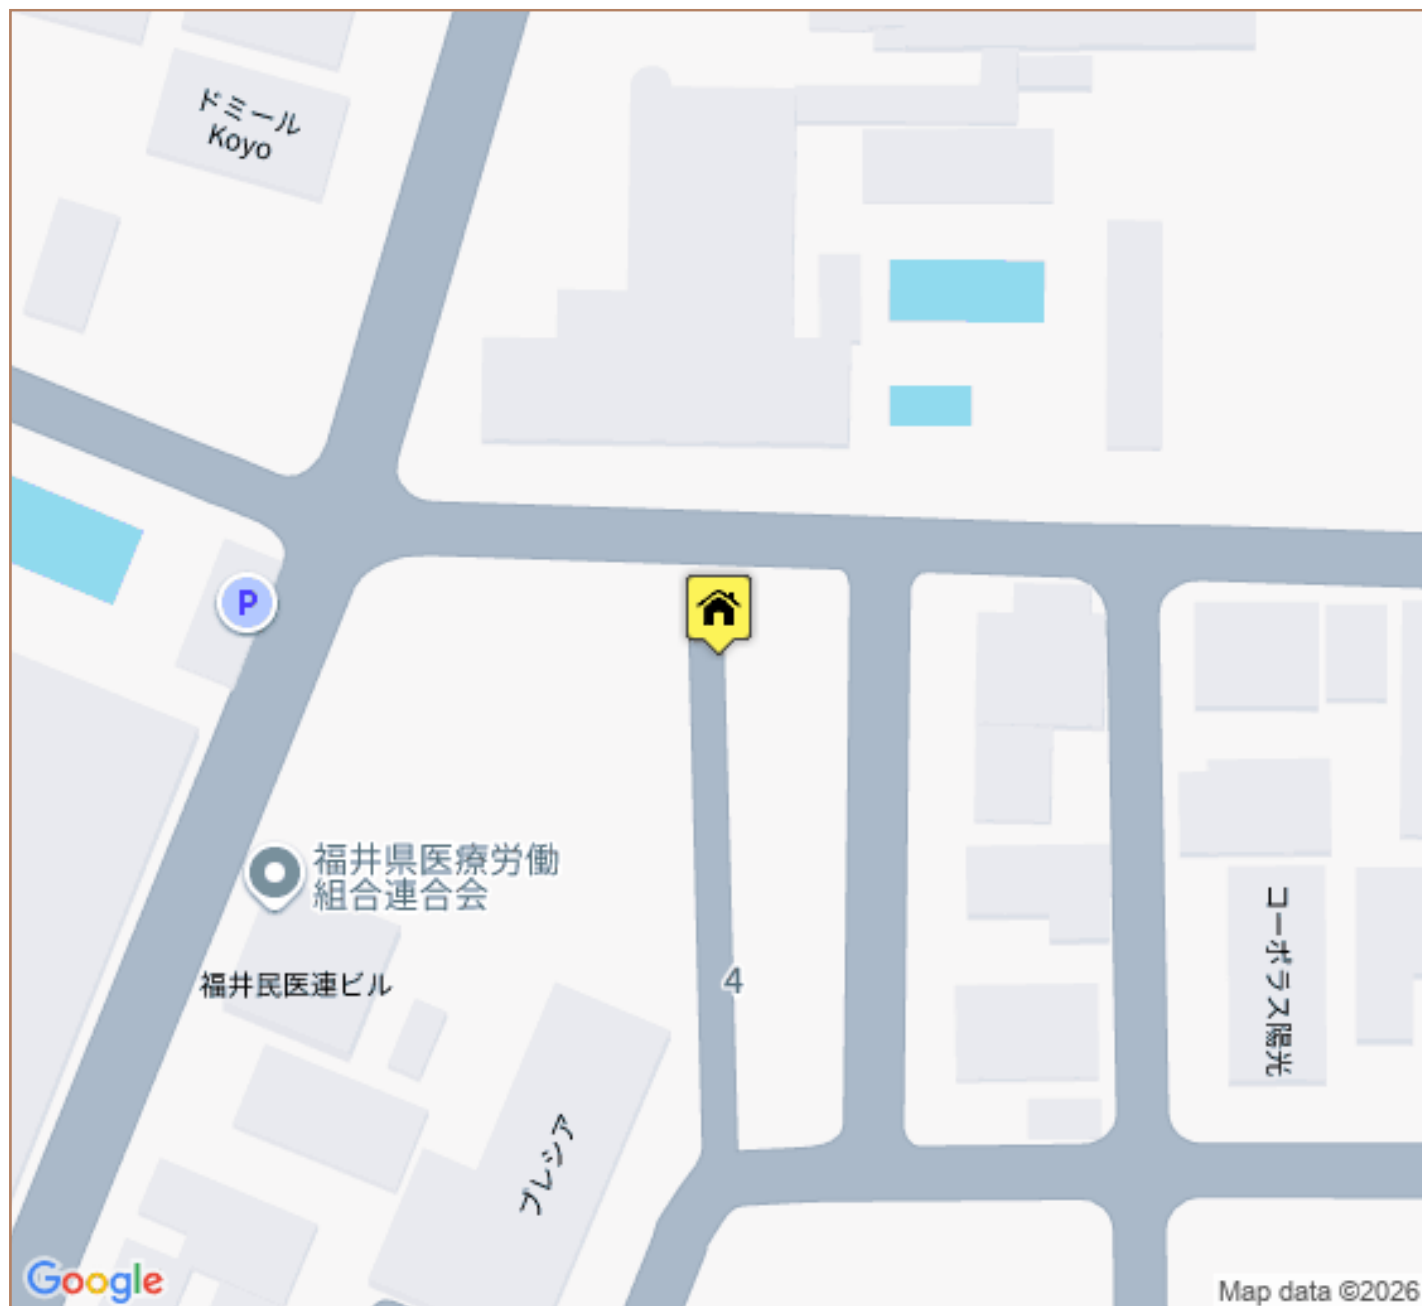 ドミール
Koyo
P
福井県医療労働
組合連合会
福井民医連ビル
4
コーポラス陽光
プレシア
Google
Map data ©2026